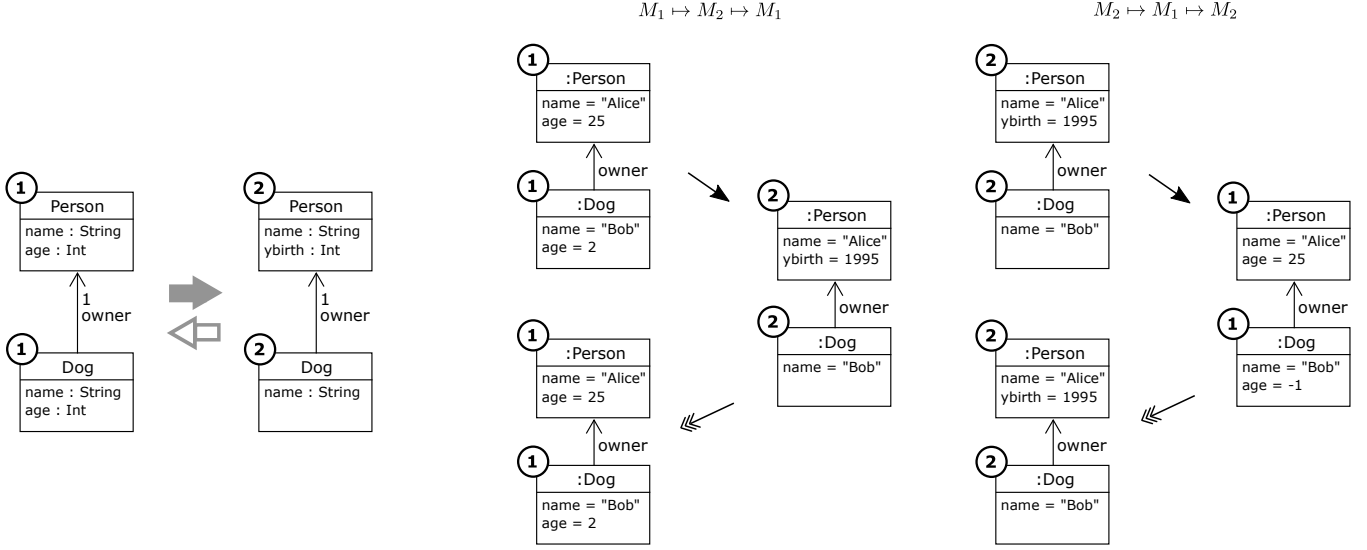 M₁ ↦ M₂ ↦ M₁
M₂ ↦ M₁ ↦ M₂
1
Person
name : String
age : Int
1
owner
1
Dog
name : String
age : Int
2
Person
name : String
ybirth : Int
1
owner
2
Dog
name : String
1
:Person
name = "Alice"
age = 25
owner
1
:Dog
name = "Bob"
age = 2
2
:Person
name = "Alice"
ybirth = 1995
owner
2
:Dog
name = "Bob"
1
:Person
name = "Alice"
age = 25
owner
1
:Dog
name = "Bob"
age = 2
2
:Person
name = "Alice"
ybirth = 1995
owner
2
:Dog
name = "Bob"
1
:Person
name = "Alice"
age = 25
owner
1
:Dog
name = "Bob"
age = -1
2
:Person
name = "Alice"
ybirth = 1995
owner
2
:Dog
name = "Bob"